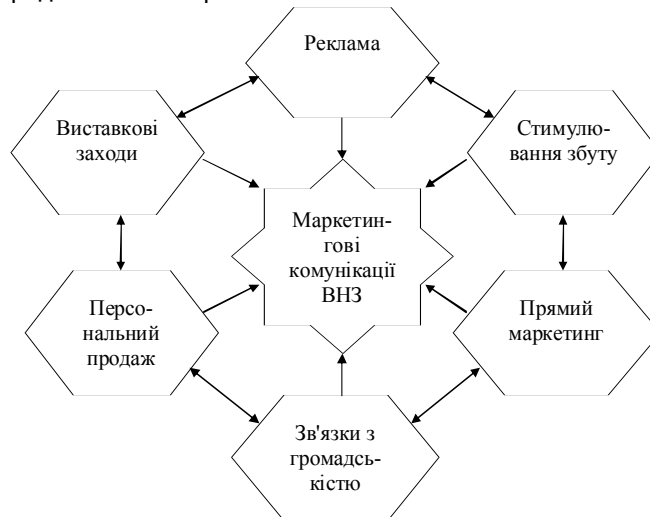 Реклама
Виставкові
заходи
Стимулю-
вання збуту
Маркетин-
гові
комунікації
ВНЗ
Персо-
нальний
продаж
Прямий
маркетинг
Зв'язки з
громадсь-
кістю